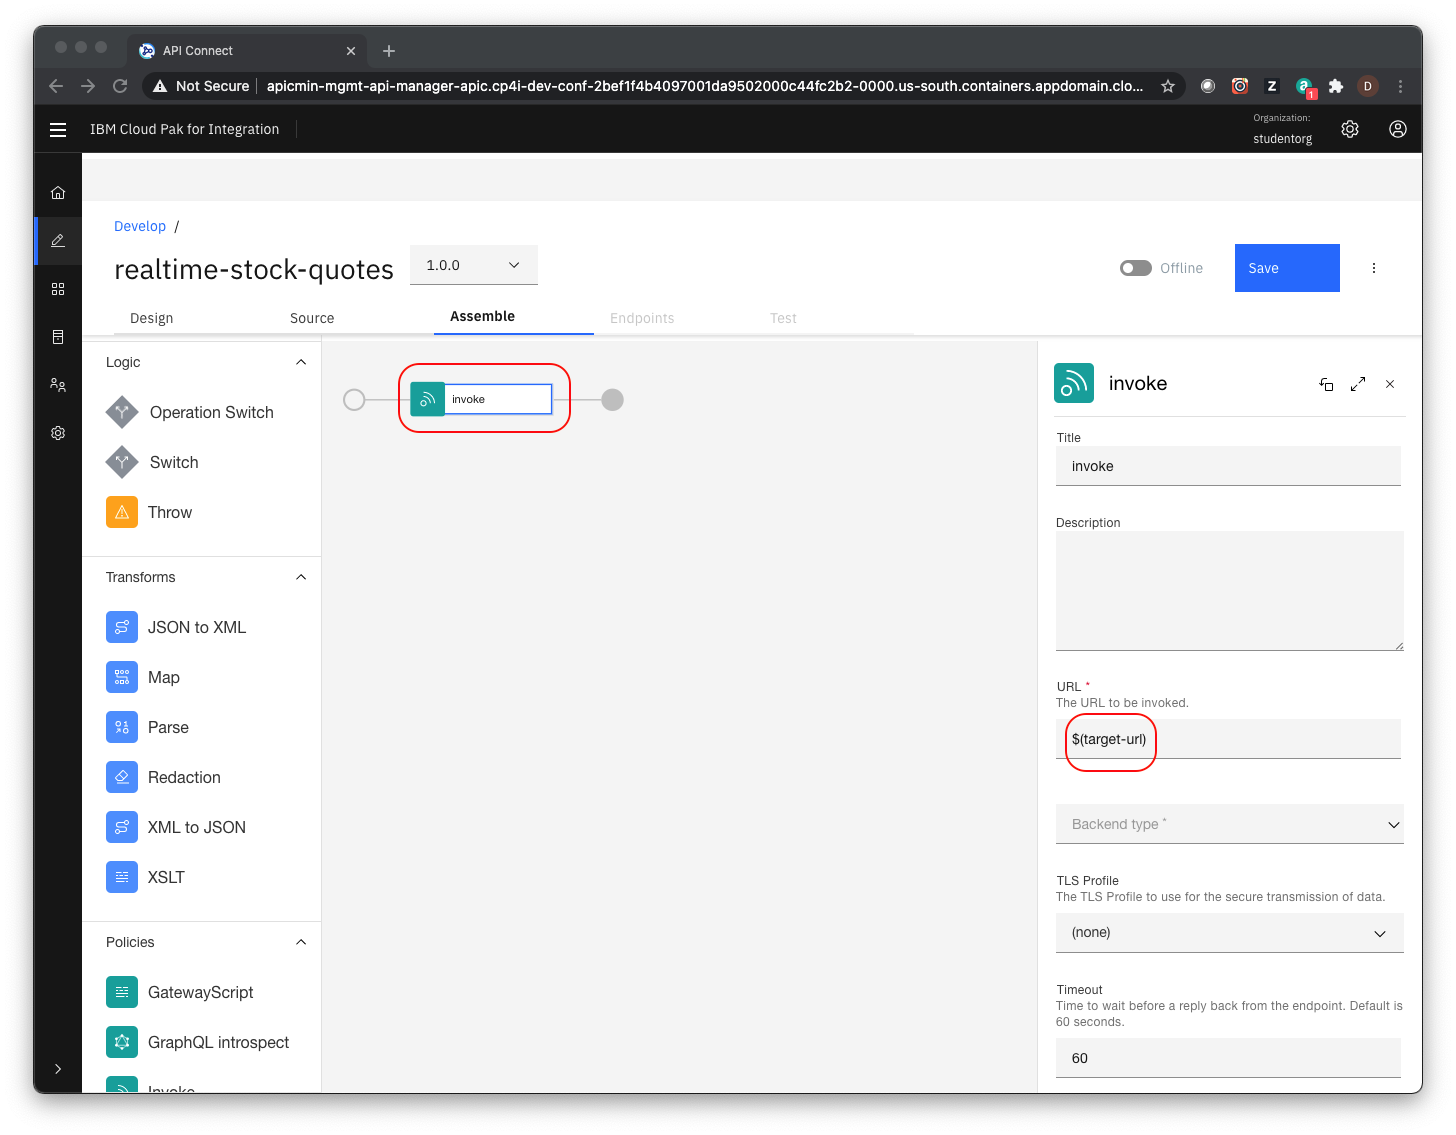 API Connect
Not Secure
apicmin-mgmt-api-manager-apic.cp4i-dev-conf-2bef1f4b4097001da9502000c44fc2b2-0000.us-south.containers.appdomain.clo...
Z
a
1
D
IBM Cloud Pak for Integration
Organization:
studentorg
Develop /
realtime-stock-quotes
1.0.0
Offline
Save
Design
Source
Assemble
Endpoints
Test
Logic
Operation Switch
Switch
Throw
Transforms
JSON to XML
Map
Parse
Redaction
XML to JSON
XSLT
Policies
GatewayScript
GraphQL introspect
Invoke
invoke
invoke
Title
invoke
Description
URL *
The URL to be invoked.
$(target-url)
Backend type *
TLS Profile
The TLS Profile to use for the secure transmission of data.
(none)
Timeout
Time to wait before a reply back from the endpoint. Default is
60 seconds.
60